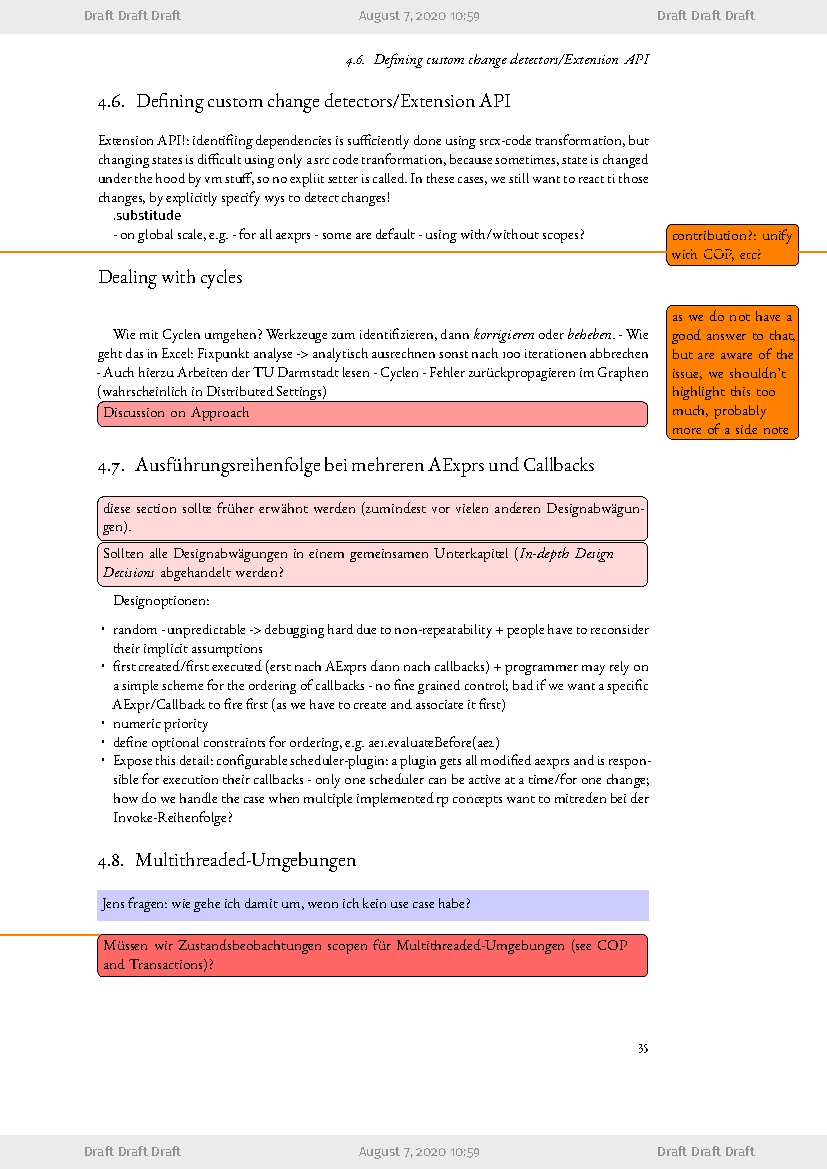 Draft Draft Draft August 7, 2020 10:59 Draft Draft Draft
4.6. Defining custom change detectors/Extension API
4.6. Defining custom change detectors/Extension API
Extension API!: identifiing dependencies is sufficiently done using srcx-code transformation, but
changing states is difficult using only a src code tranformation, because sometimes, state is changed
under the hood by vm stuff, so no expliit setter is called. In these cases, we still want to react ti those
changes, by explicitly specify wys to detect changes!
.substitude
- on global scale, e.g. - for all aexprs - some are default - using with/without scopes?
contribution?: unify
with COP, etc?
Dealing with cycles
as we do not have a
good answer to that,
but are aware of the
issue, we shouldn't
highlight this too
much, probably
more of a side note
Wie mit Cyclen umgehen? Werkzeuge zum identifizieren, dann korrigieren oder beheben. - Wie
geht das in Excel: Fixpunkt analyse -> analytisch ausrechnen sonst nach 100 iterationen abbrechen
- Auch hierzu Arbeiten der TU Darmstadt lesen - Cyclen - Fehler zurückpropagieren im Graphen
(wahrscheinlich in Distributed Settings)
Discussion on Approach
4.7. Ausführungsreihenfolge bei mehreren AExprs und Callbacks
diese section sollte früher erwähnt werden (zumindest vor vielen anderen Designabwägun-
gen).
Sollten alle Designabwägungen in einem gemeinsamen Unterkapitel (In-depth Design
Decisions abgehandelt werden?
Designoptionen:
• random - unpredictable -> debugging hard due to non-repeatability + people have to reconsider
their implicit assumptions
• first created/first executed (erst nach AExprs dann nach callbacks) + programmer may rely on
a simple scheme for the ordering of callbacks - no fine grained control; bad if we want a specific
AExpr/Callback to fire first (as we have to create and associate it first)
• numeric priority
• define optional constraints for ordering, e.g. ae1.evaluateBefore(ae2)
• Expose this detail: configurable scheduler-plugin: a plugin gets all modified aexprs and is respon-
sible for execution their callbacks - only one scheduler can be active at a time/for one change;
how do we handle the case when multiple implemented rp concepts want to mitreden bei der
Invoke-Reihenfolge?
4.8. Multithreaded-Umgebungen
Jens fragen: wie gehe ich damit um, wenn ich kein use case habe?
Müssen wir Zustandsbeobachtungen scopen für Multithreaded-Umgebungen (see COP
and Transactions)?
35
Draft Draft Draft August 7, 2020 10:59 Draft Draft Draft